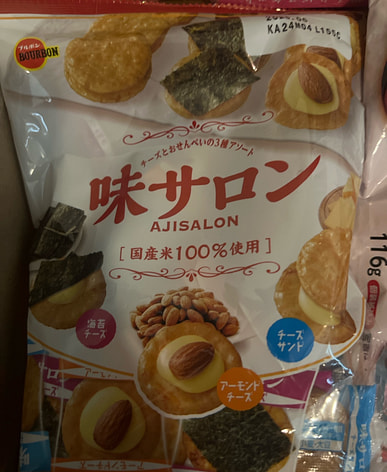 ブルボン
BOURBON
KA24M04 L155C
チーズとおせんべいの3種アソート
味サロン
AJISALON
[国産米100%使用]
116g
海苔
チーズ
チーズ
サンド
アーモンド
チーズ